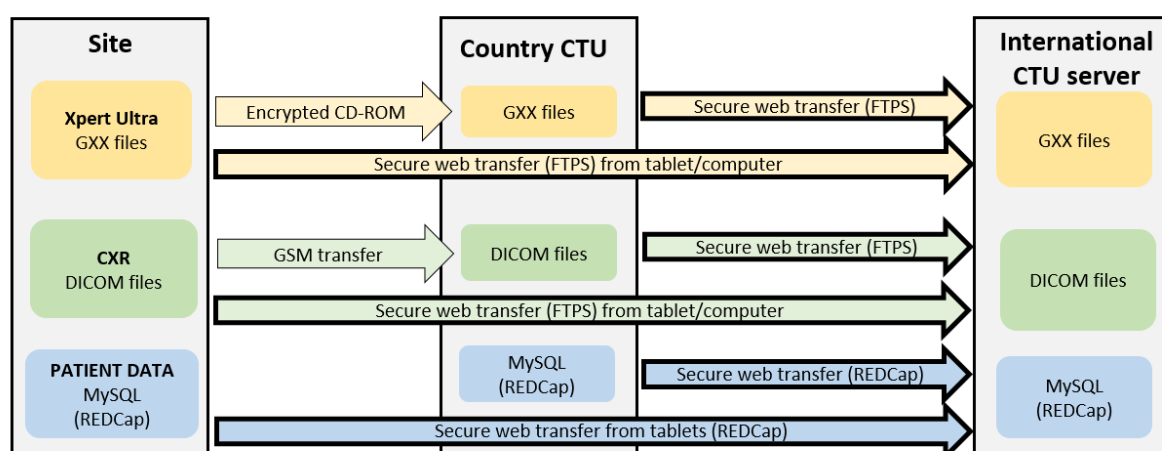 Site
Country CTU
International
CTU server
Xpert Ultra
GXX files
Encrypted CD-ROM
GXX files
Secure web transfer (FTPS)
GXX files
Secure web transfer (FTPS) from tablet/computer
CXR
DICOM files
GSM transfer
DICOM files
Secure web transfer (FTPS)
DICOM files
Secure web transfer (FTPS) from tablet/computer
PATIENT DATA
MySQL
(REDCap)
MySQL
(REDCap)
Secure web transfer (REDCap)
MySQL
(REDCap)
Secure web transfer from tablets (REDCap)